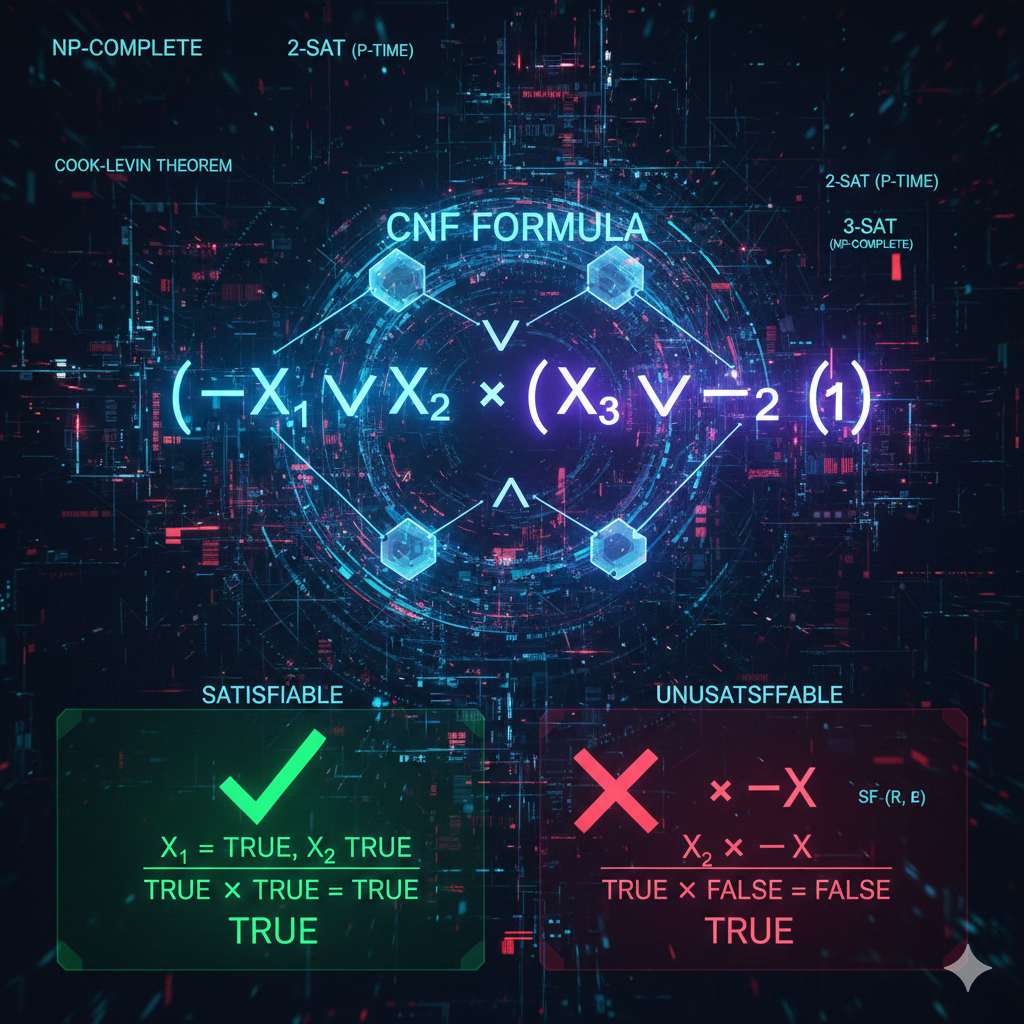 NP-COMPLETE
2-SAT (P-TIME)
COOK-LEVIN THEOREM
2-SAT (P-TIME)
3-SAT
(NP-COMPLETE)
CNF FORMULA
∨
(−X₁ ∨ X₂ × (X₃ ∨ −₂ (1)
∧
SATISFIABLE
X₁ = TRUE, X₂ TRUE
TRUE × TRUE = TRUE
TRUE
UNUSATSFFABLE
× −X
SF (R, B)
X₂ × − X
TRUE × FALSE = FALSE
TRUE